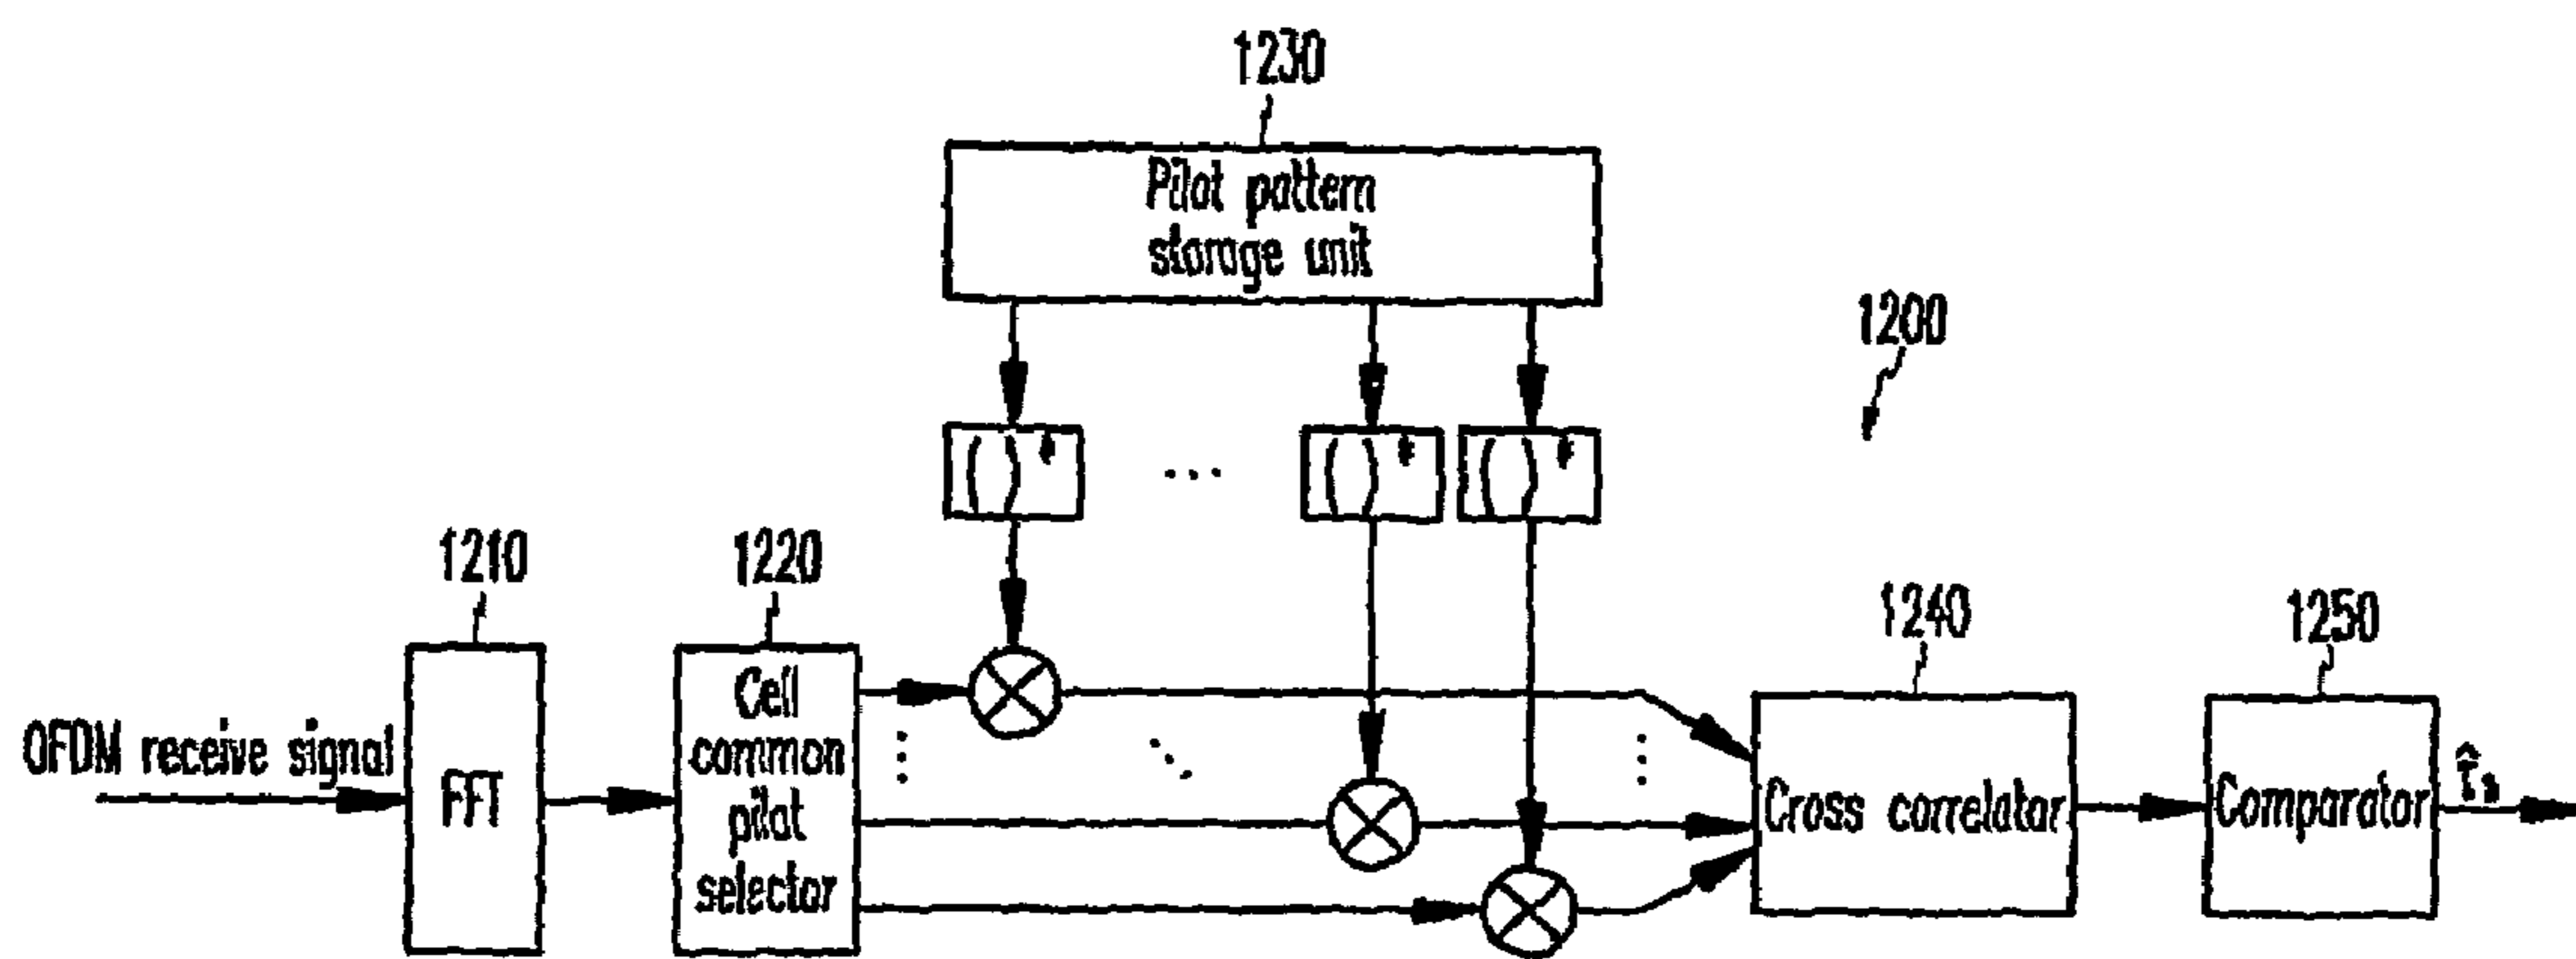 1230
Pilot pattern
storage unit
1200
( )*
...
( )*
( )*
1210
1220
1240
1250
OFDM receive signal
FFT
Cell
common
pilot
selector
Cross correlator
Comparator